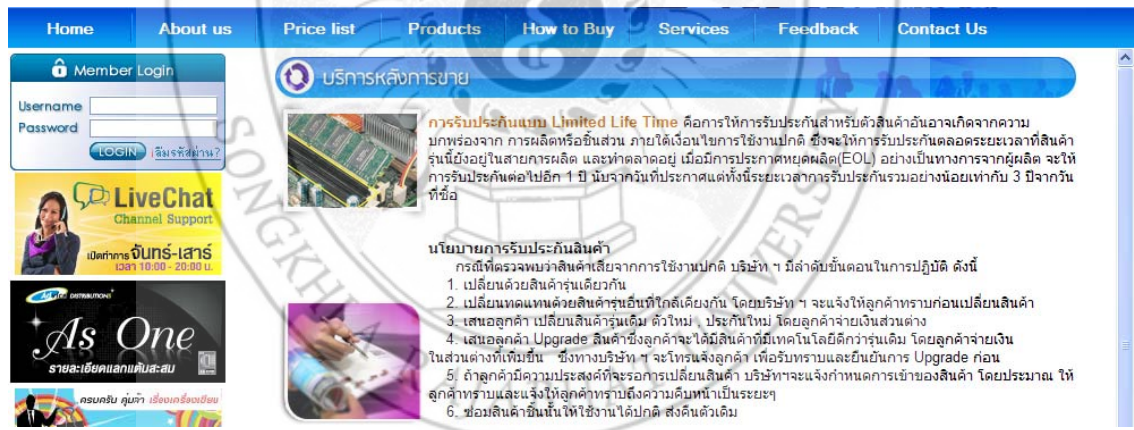 Home About us Price list Products How to Buy Services Feedback Contact Us
Member Login
Username
Password
LOGIN ลืมรหัสผ่าน?
LiveChat
Channel Support
เปิดทำการ จันทร์-เสาร์
เวลา 10:00 - 20:00 น.
DISTRIBUTIONS
As One
รายละเอียดแลกแต้มสะสม
ครบครัน คุ้มค่า เรื่องเครื่องเขียน
บริการหลังการขาย
การรับประกันแบบ Limited Life Time คือการให้การรับประกันสำหรับตัวสินค้าอันอาจเกิดจากความ
บกพร่องจาก การผลิตหรือชิ้นส่วน ภายใต้เงื่อนไขการใช้งานปกติ ซึ่งจะให้การรับประกันตลอดระยะเวลาที่สินค้า
รุ่นนี้ยังอยู่ในสายการผลิต และทำตลาดอยู่ เมื่อมีการประกาศหยุดผลิต(EOL) อย่างเป็นทางการจากผู้ผลิต จะให้
การรับประกันต่อไปอีก 1 ปี นับจากวันที่ประกาศแต่ทั้งนี้ระยะเวลาการรับประกันรวมอย่างน้อยเท่ากับ 3 ปีจากวัน
ที่ซื้อ
นโยบายการรับประกันสินค้า
กรณีที่ตรวจพบว่าสินค้าเสียจากการใช้งานปกติ บริษัท ฯ มีลำดับขั้นตอนในการปฏิบัติ ดังนี้
1. เปลี่ยนด้วยสินค้ารุ่นเดียวกัน
2. เปลี่ยนทดแทนด้วยสินค้ารุ่นอื่นที่ใกล้เคียงกัน โดยบริษัท ฯ จะแจ้งให้ลูกค้าทราบก่อนเปลี่ยนสินค้า
3. เสนอลูกค้า เปลี่ยนสินค้ารุ่นเดิม ตัวใหม่ , ประกันใหม่ โดยลูกค้าจ่ายเงินส่วนต่าง
4. เสนอลูกค้า Upgrade สินค้าซึ่งลูกค้าจะได้มีสินค้าที่มีเทคโนโลยีดีกว่ารุ่นเดิม โดยลูกค้าจ่ายเงิน
ในส่วนต่างที่เพิ่มขึ้น ซึ่งทางบริษัท ฯ จะโทรแจ้งลูกค้า เพื่อรับทราบและยืนยันการ Upgrade ก่อน
5. ถ้าลูกค้ามีความประสงค์ที่จะรอการเปลี่ยนสินค้า บริษัทฯจะแจ้งกำหนดการเข้าของสินค้า โดยประมาณ ให้
ลูกค้าทราบและแจ้งให้ลูกค้าทราบถึงความคืบหน้าเป็นระยะๆ
6. ซ่อมสินค้าชิ้นนั้นให้ใช้งานได้ปกติ ส่งคืนตัวเดิม
SONGKHLA RAJABHAT UNIVERSITY